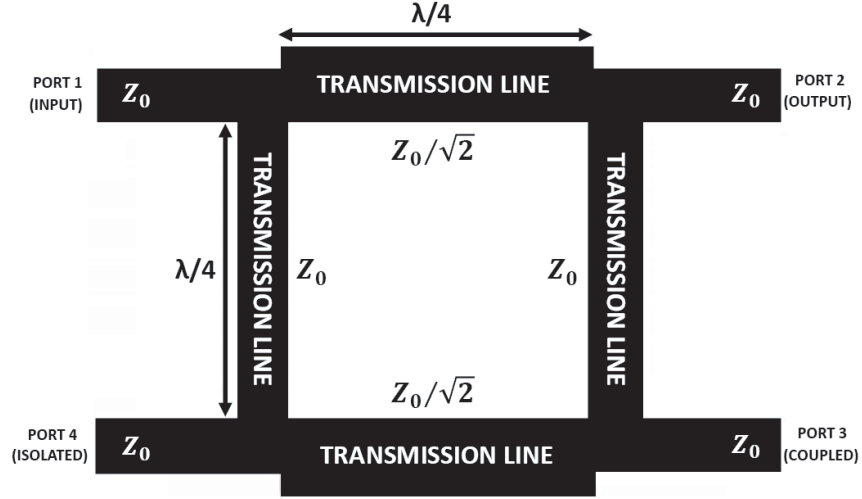 λ/4
PORT 1
(INPUT)
Z₀
TRANSMISSION LINE
Z₀
PORT 2
(OUTPUT)
Z₀/√2
TRANSMISSION LINE
TRANSMISSION LINE
λ/4
Z₀
Z₀
Z₀/√2
PORT 4
(ISOLATED)
Z₀
TRANSMISSION LINE
Z₀
PORT 3
(COUPLED)